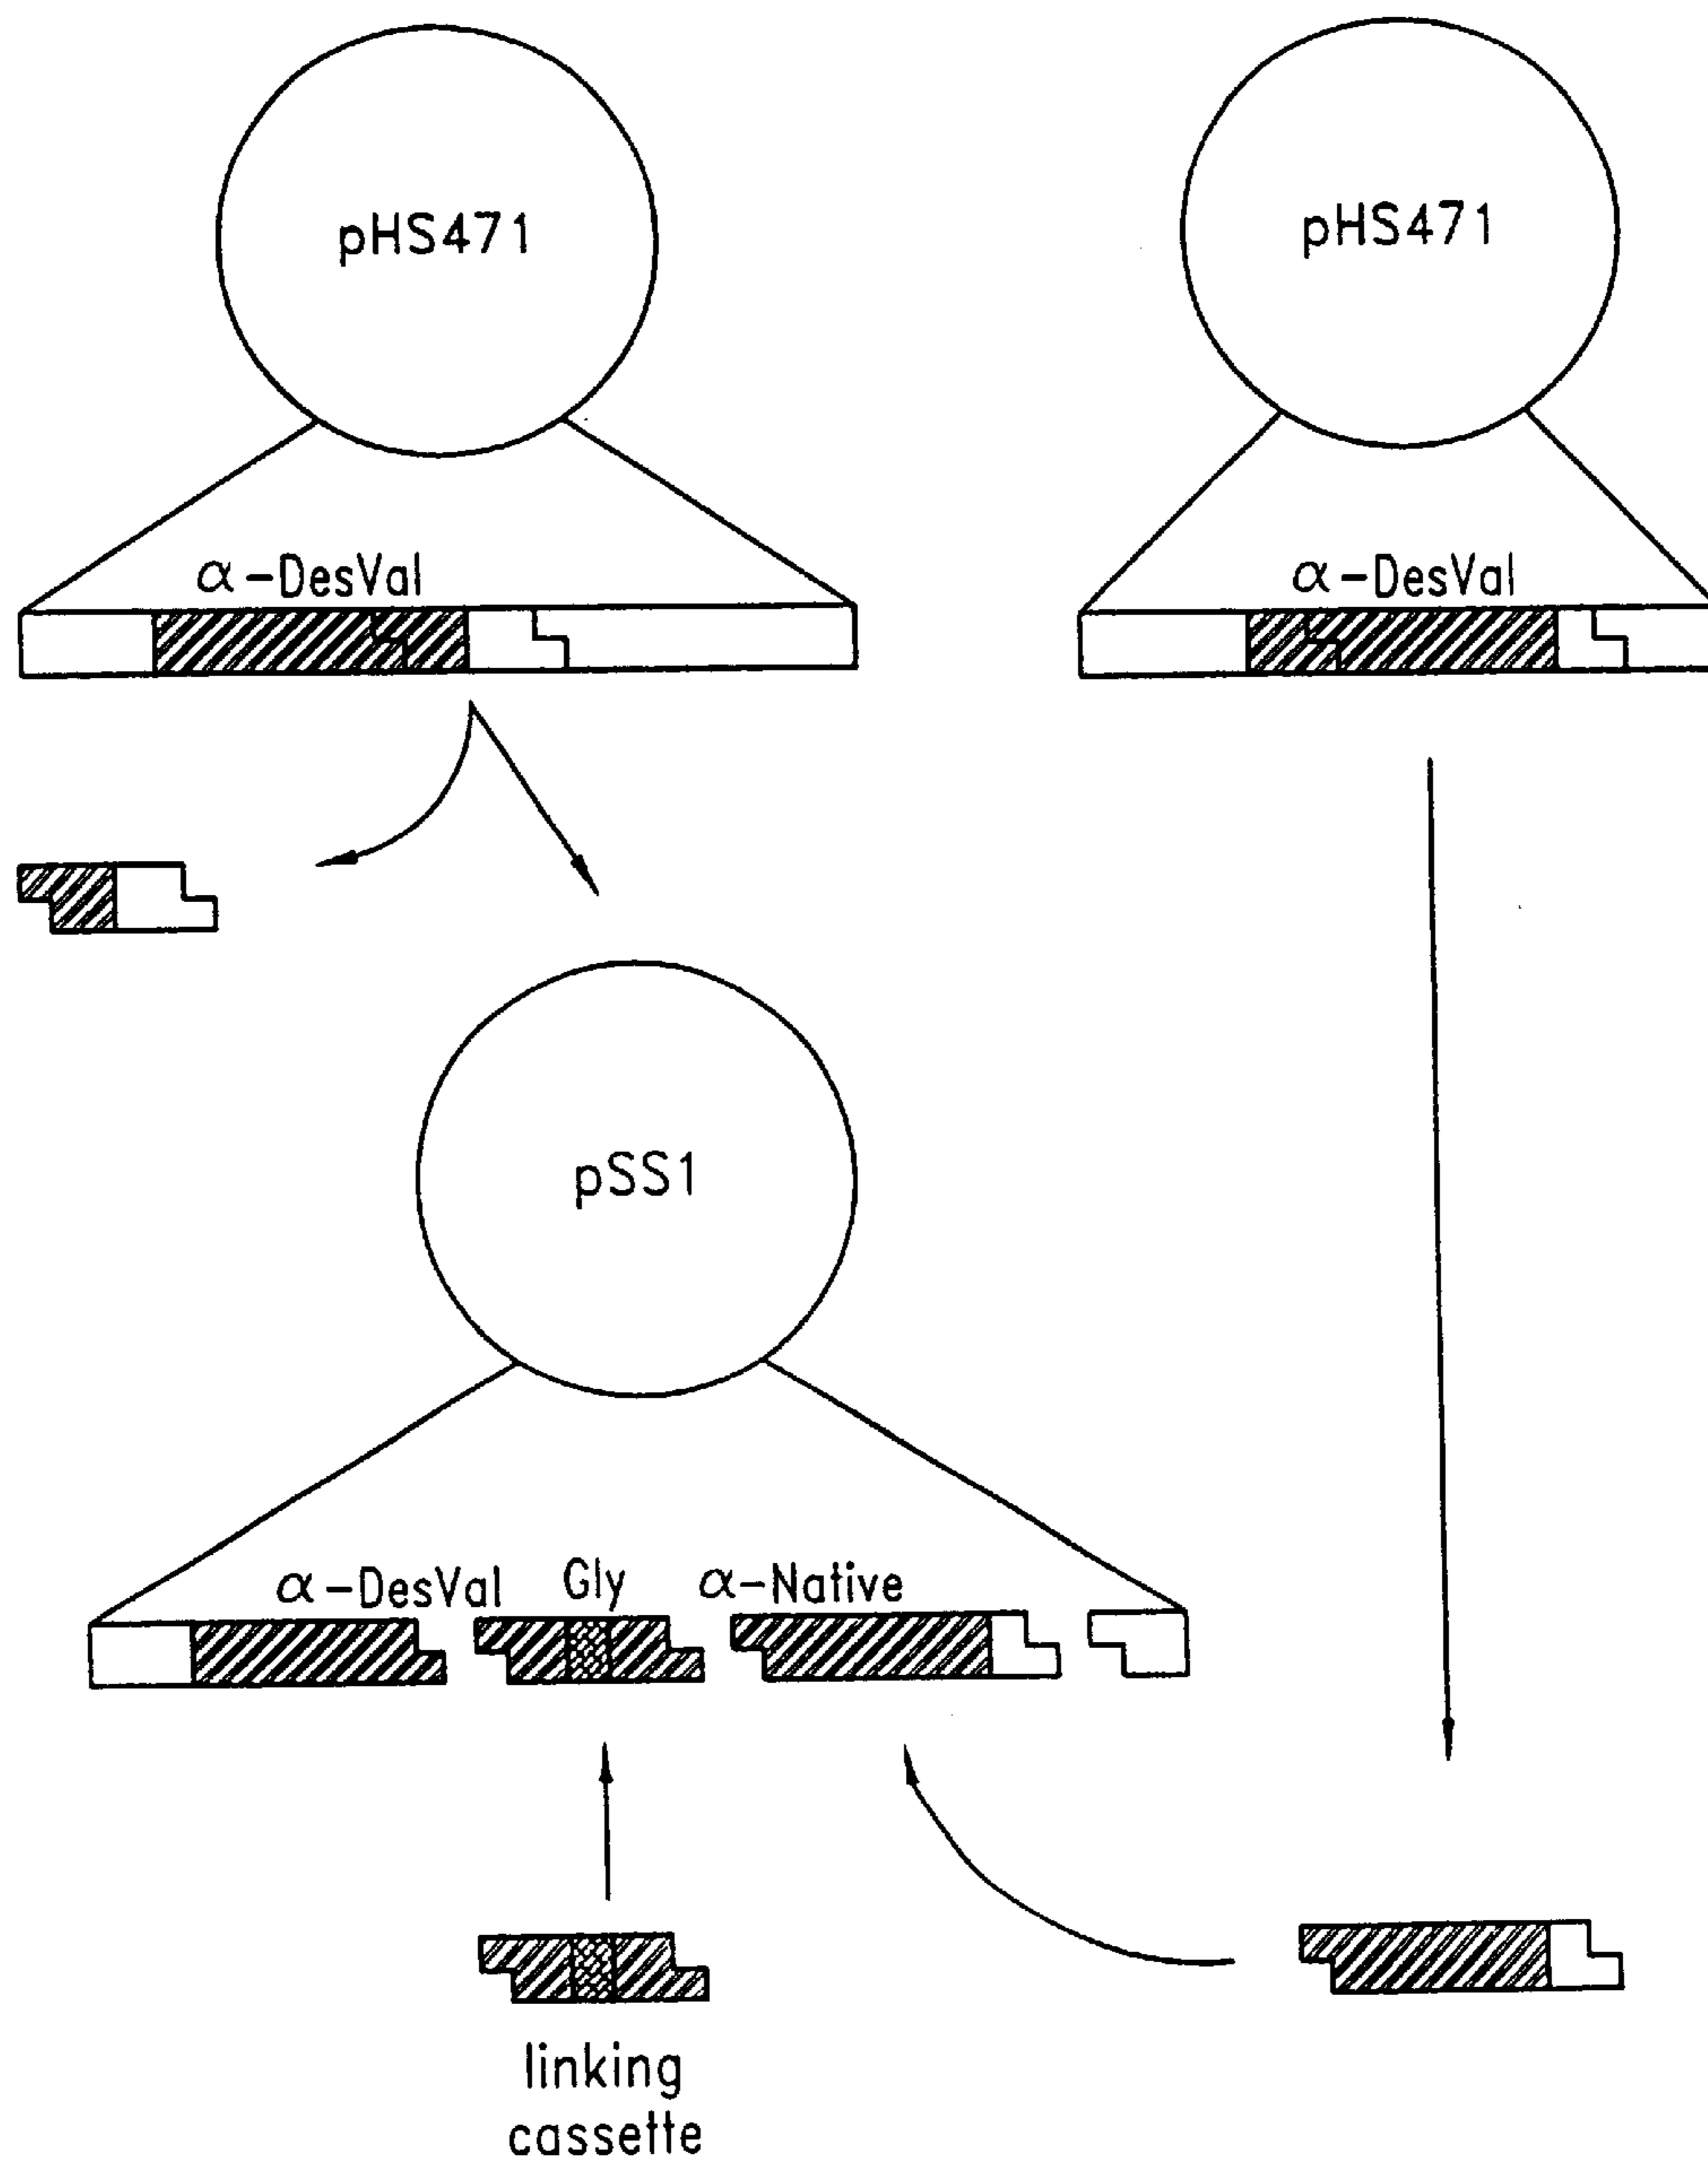 pHS471
pHS471
α-DesVal
α-DesVal
pSS1
α-DesVal Gly α-Native
linking
cassette